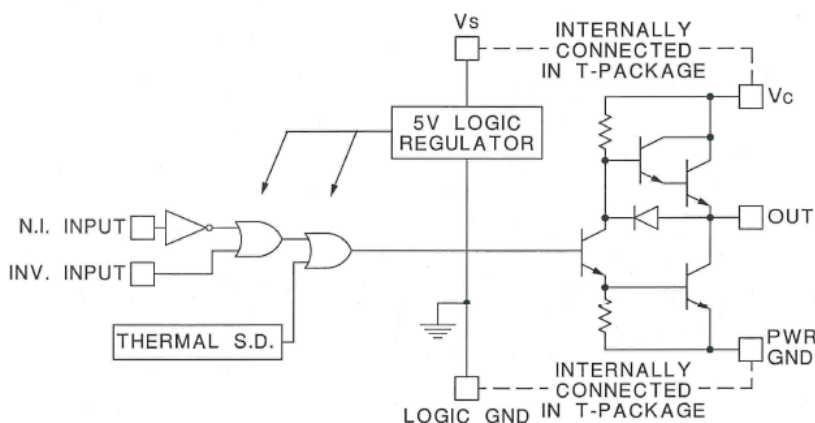 Vs
INTERNALLY
CONNECTED
IN T-PACKAGE
Vc
5V LOGIC
REGULATOR
N.I. INPUT
OUT
INV. INPUT
THERMAL S.D.
PWR
GND
INTERNALLY
CONNECTED
IN T-PACKAGE
LOGIC GND